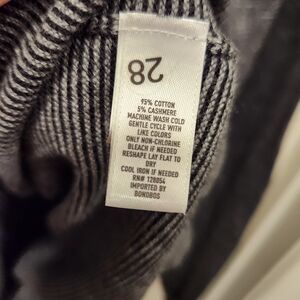 28
95% COTTON
5% CASHMERE
MACHINE WASH COLD
GENTLE CYCLE WITH
LIKE COLORS
ONLY NON-CHLORINE
BLEACH IF NEEDED
RESHAPE LAY FLAT TO
DRY
COOL IRON IF NEEDED
RN# 128054
IMPORTED BY
BONOBOS